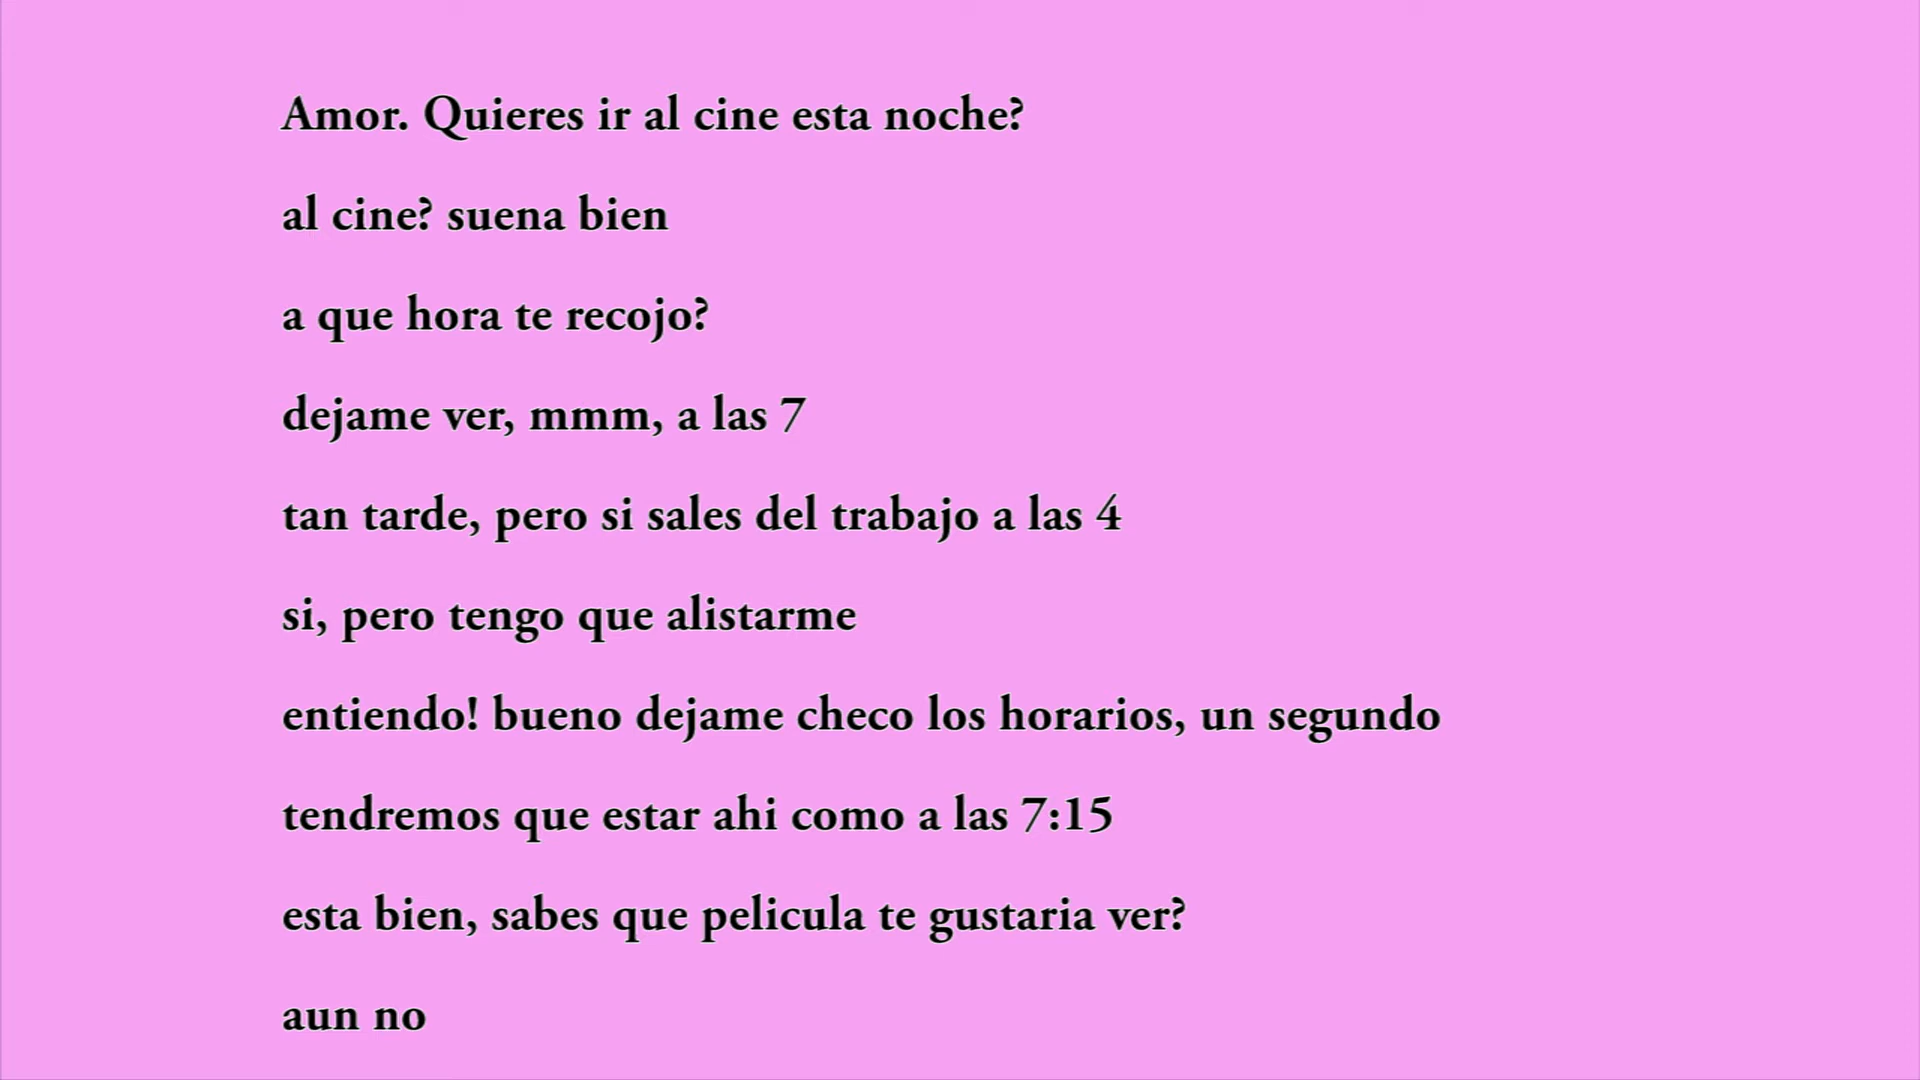 Amor. Quieres ir al cine esta noche?
al cine? suena bien
a que hora te recojo?
dejame ver, mmm, a las 7
tan tarde, pero si sales del trabajo a las 4
si, pero tengo que alistarme
entiendo! bueno dejame checo los horarios, un segundo
tendremos que estar ahi como a las 7:15
esta bien, sabes que pelicula te gustaria ver?
aun no